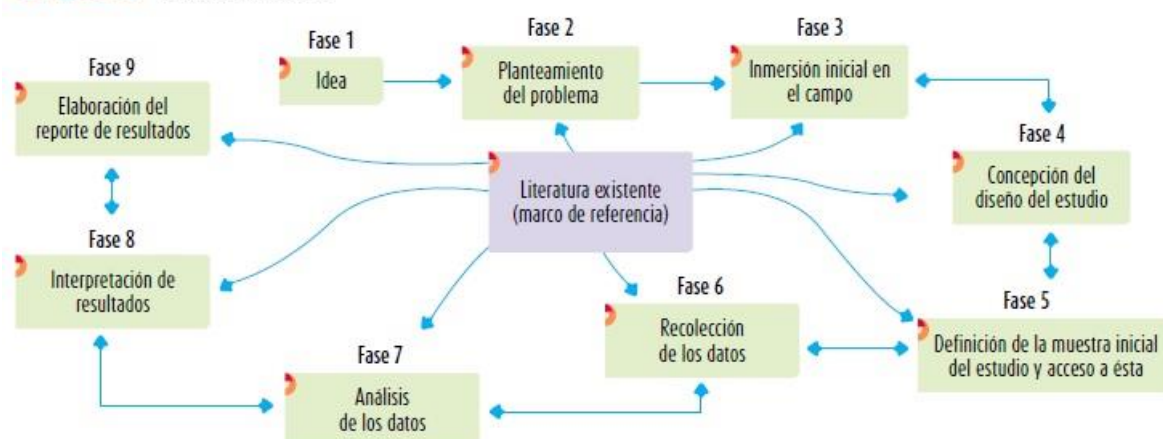 Fase 1
Idea
Fase 2
Planteamiento
del problema
Fase 3
Inmersión inicial en
el campo
Fase 4
Concepción del
diseño del estudio
Fase 5
Definición de la muestra inicial
del estudio y acceso a ésta
Fase 6
Recolección
de los datos
Fase 7
Análisis
de los datos
Fase 8
Interpretación de
resultados
Fase 9
Elaboración del
reporte de resultados
Literatura existente
(marco de referencia)